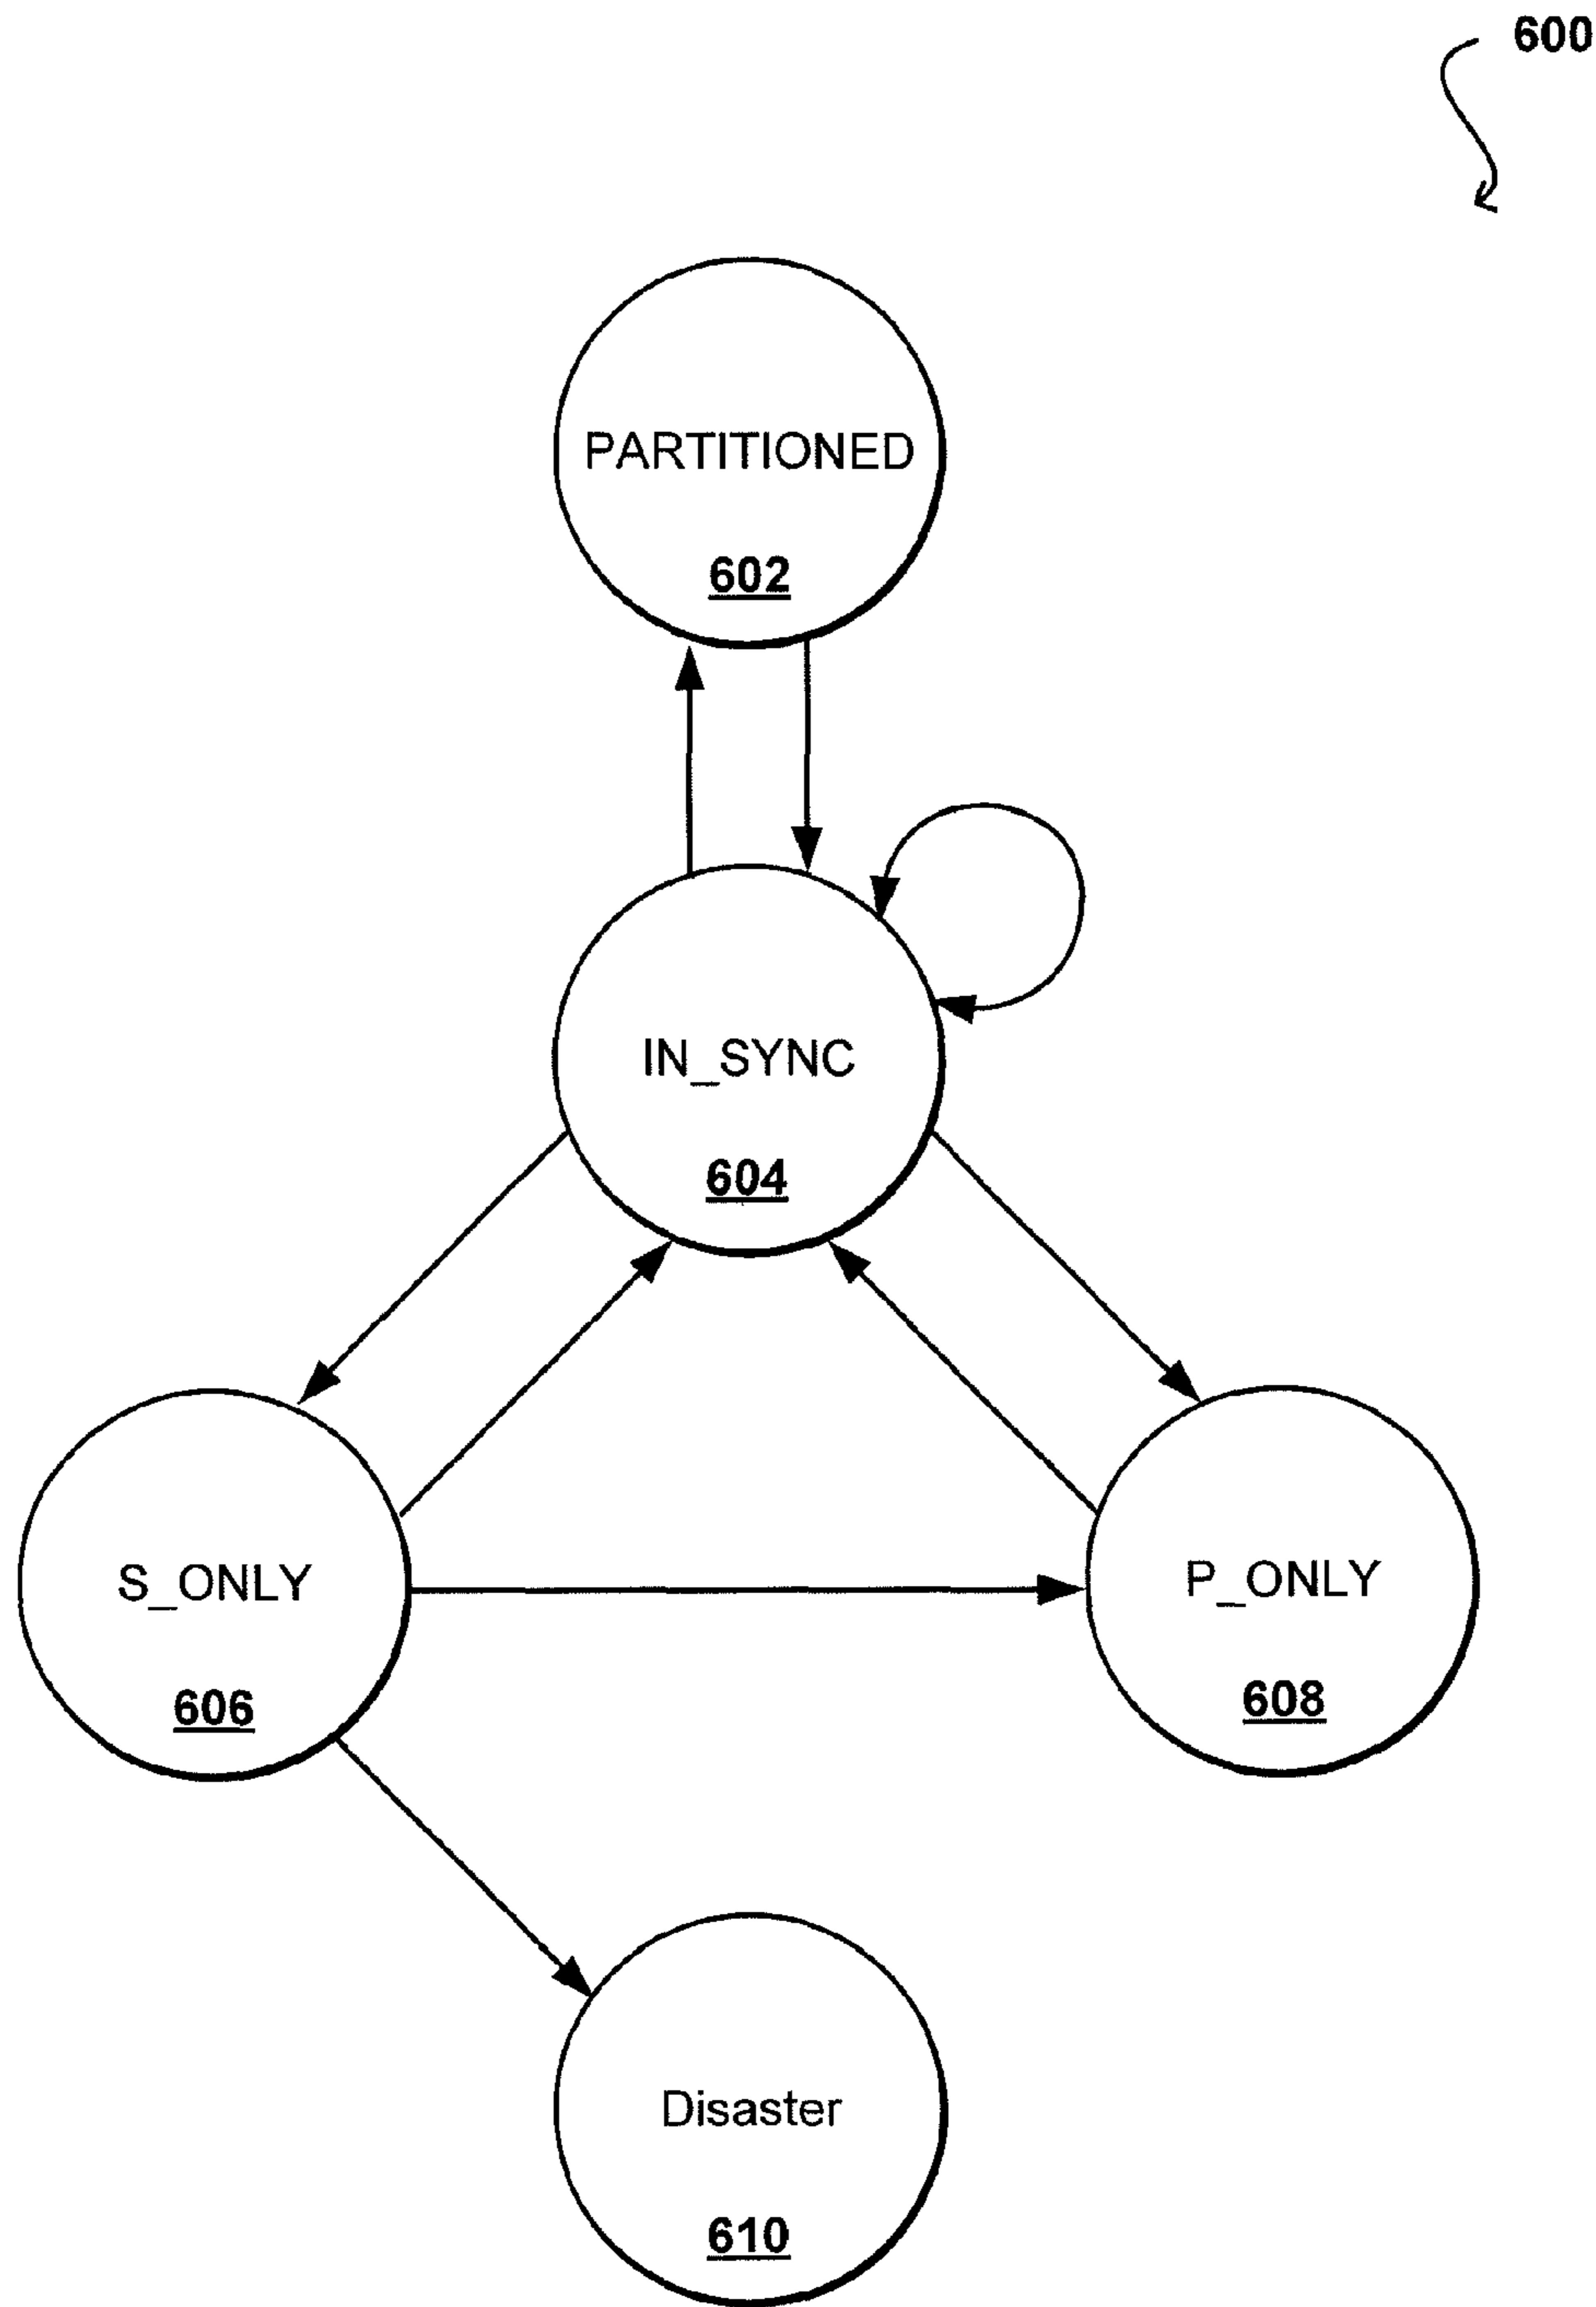 600
PARTITIONED
602
IN_SYNC
604
S_ONLY
606
P_ONLY
608
Disaster
610